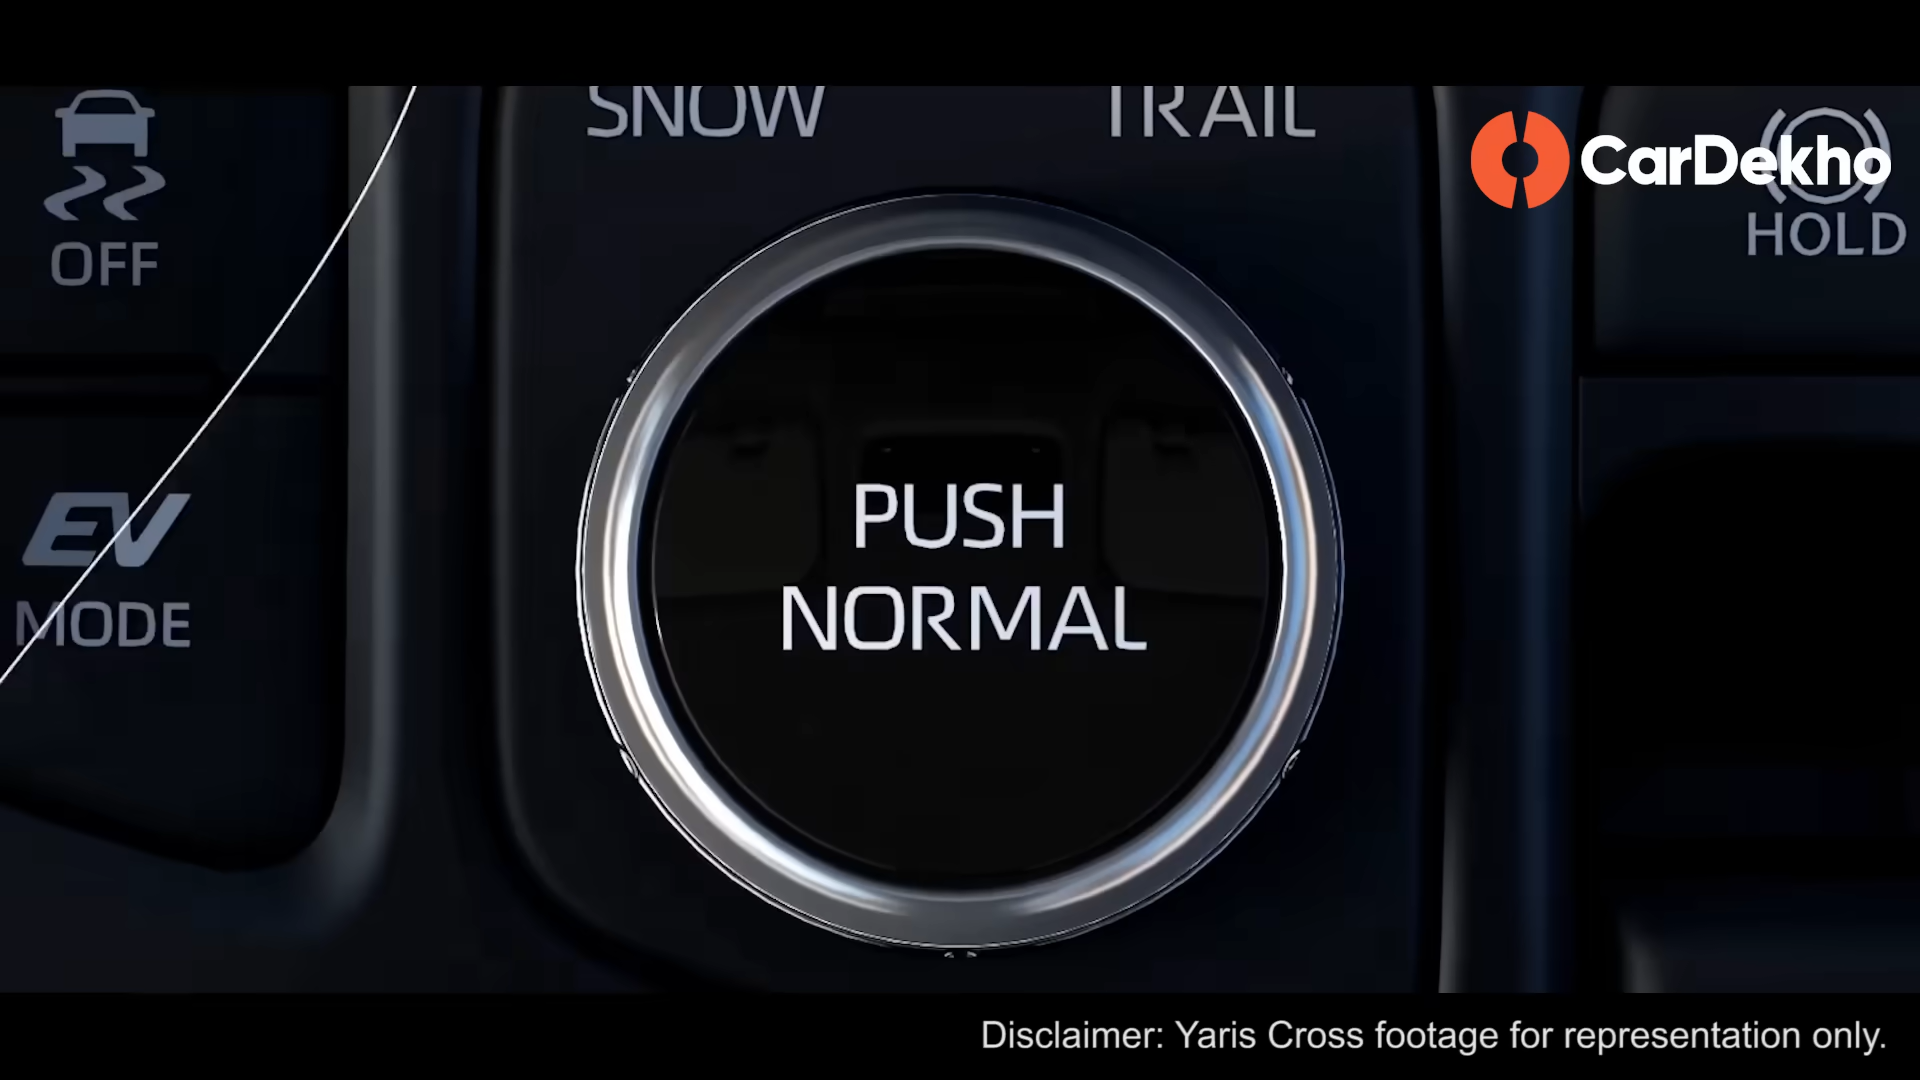 SNOW
TRAIL
CarDekho
HOLD
OFF
PUSH
NORMAL
EV
MODE
Disclaimer: Yaris Cross footage for representation only.